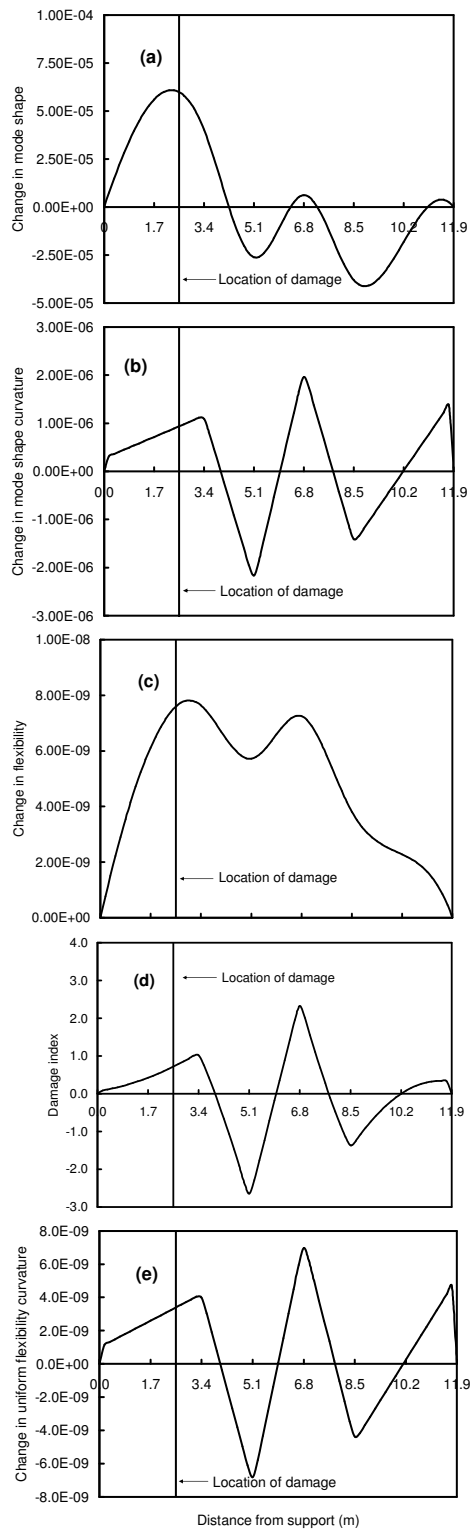 1.00E-04
7.50E-05
5.00E-05
2.50E-05
0.00E+00
-2.50E-05
-5.00E-05
Change in mode shape
(a)
0 1.7 3.4 5.1 6.8 8.5 10.2 11.9
Location of damage
3.00E-06
2.00E-06
1.00E-06
0.00E+00
-1.00E-06
-2.00E-06
-3.00E-06
Change in mode shape curvature
(b)
0.0 1.7 3.4 5.1 6.8 8.5 10.2 11.9
Location of damage
1.00E-08
8.00E-09
6.00E-09
4.00E-09
2.00E-09
0.00E+00
Change in flexibility
(c)
Location of damage
4.0
3.0
2.0
1.0
0.0
-1.0
-2.0
-3.0
Damage index
(d)
Location of damage
0.0 1.7 3.4 5.1 6.8 8.5 10.2 11.9
8.0E-09
6.0E-09
4.0E-09
2.0E-09
0.0E+00
-2.0E-09
-4.0E-09
-6.0E-09
-8.0E-09
Change in uniform flexibility curvature
(e)
0.0 1.7 3.4 5.1 6.8 8.5 10.2 11.9
Location of damage
Distance from support (m)